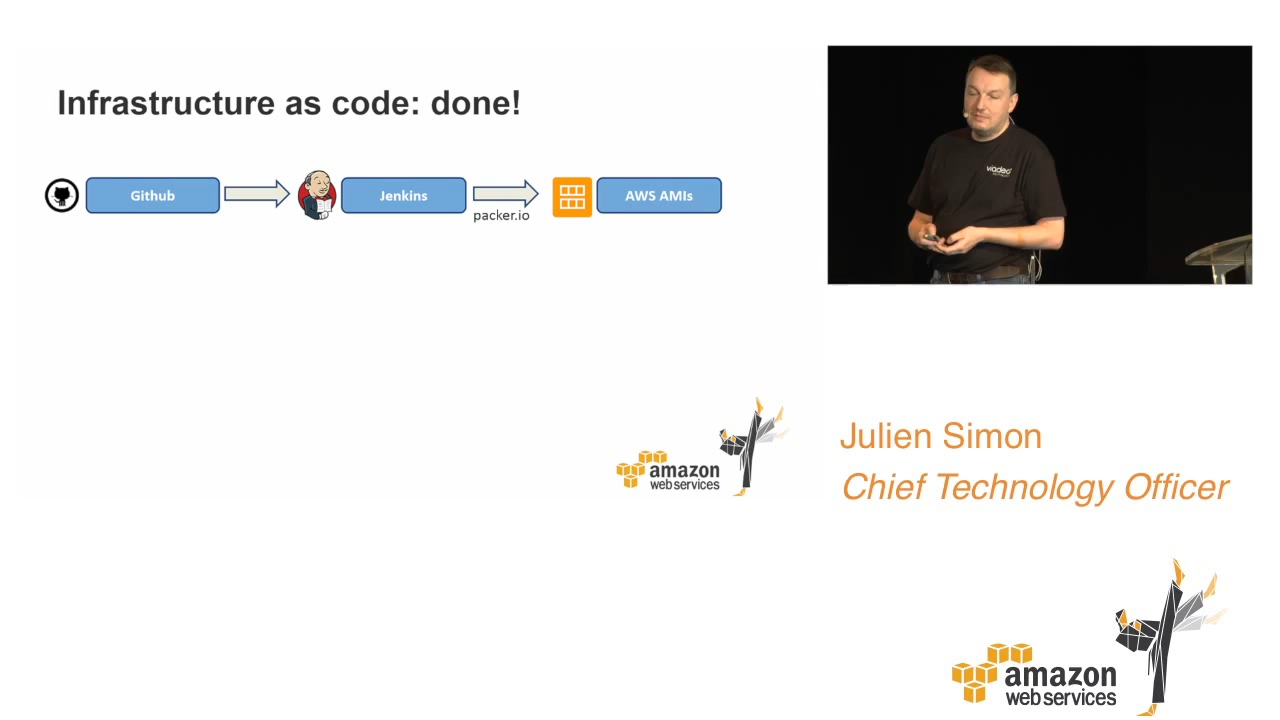 Infrastructure as code: done!
Github
Jenkins
AWS AMIs
packer.io
viadeo
amazon
webservices
Julien Simon
Chief Technology Officer
amazon
webservices